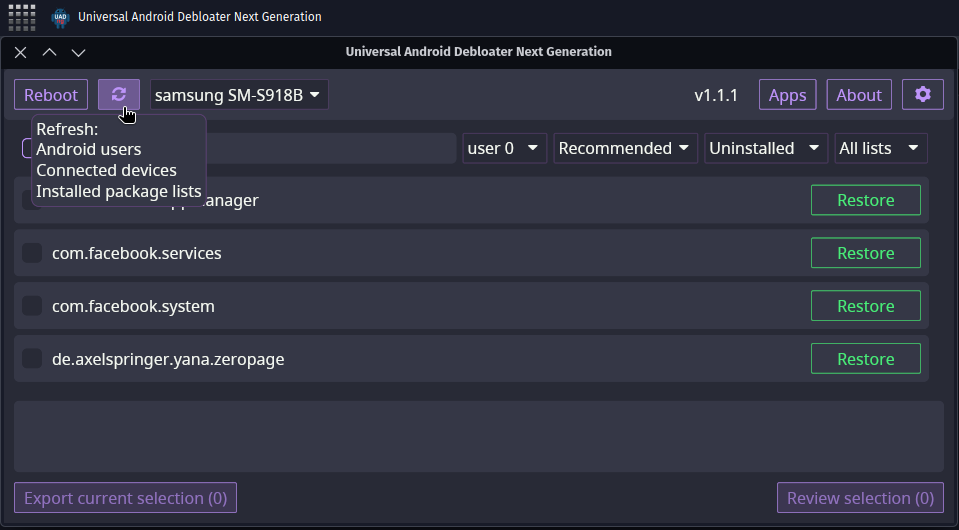 UAD Universal Android Debloater Next Generation
Universal Android Debloater Next Generation
Reboot samsung SM-S918B v1.1.1 Apps About
Refresh:
Android users
Connected devices
Installed package lists
user 0 Recommended Uninstalled All lists
anager Restore
com.facebook.services Restore
com.facebook.system Restore
de.axelspringer.yana.zeropage Restore
Export current selection (0) Review selection (0)